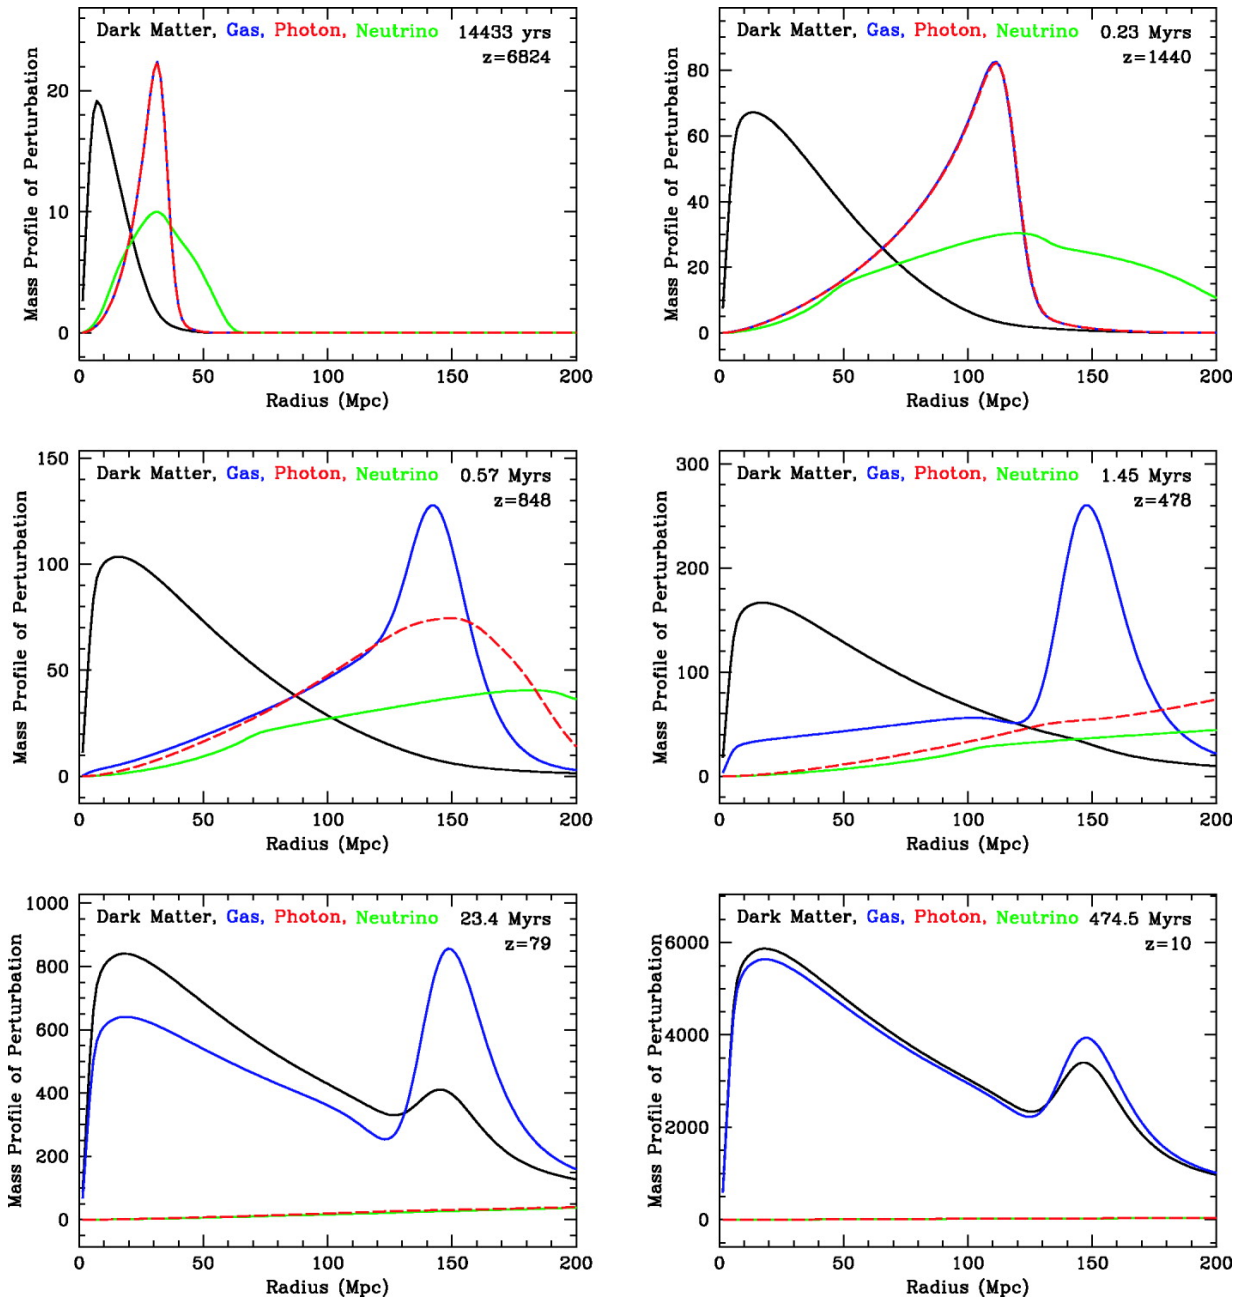 Dark Matter, Gas, Photon, Neutrino 14433 yrs
z=6824
Mass Profile of Perturbation
20
10
0
0 50 100 150 200
Radius (Mpc)
Dark Matter, Gas, Photon, Neutrino 0.23 Myrs
z=1440
Mass Profile of Perturbation
80
60
40
20
0
0 50 100 150 200
Radius (Mpc)
Dark Matter, Gas, Photon, Neutrino 0.57 Myrs
z=848
Mass Profile of Perturbation
150
100
50
0
0 50 100 150 200
Radius (Mpc)
Dark Matter, Gas, Photon, Neutrino 1.45 Myrs
z=478
Mass Profile of Perturbation
300
200
100
0
0 50 100 150 200
Radius (Mpc)
Dark Matter, Gas, Photon, Neutrino 23.4 Myrs
z=79
Mass Profile of Perturbation
1000
800
600
400
200
0
0 50 100 150 200
Radius (Mpc)
Dark Matter, Gas, Photon, Neutrino 474.5 Myrs
z=10
Mass Profile of Perturbation
6000
4000
2000
0
0 50 100 150 200
Radius (Mpc)